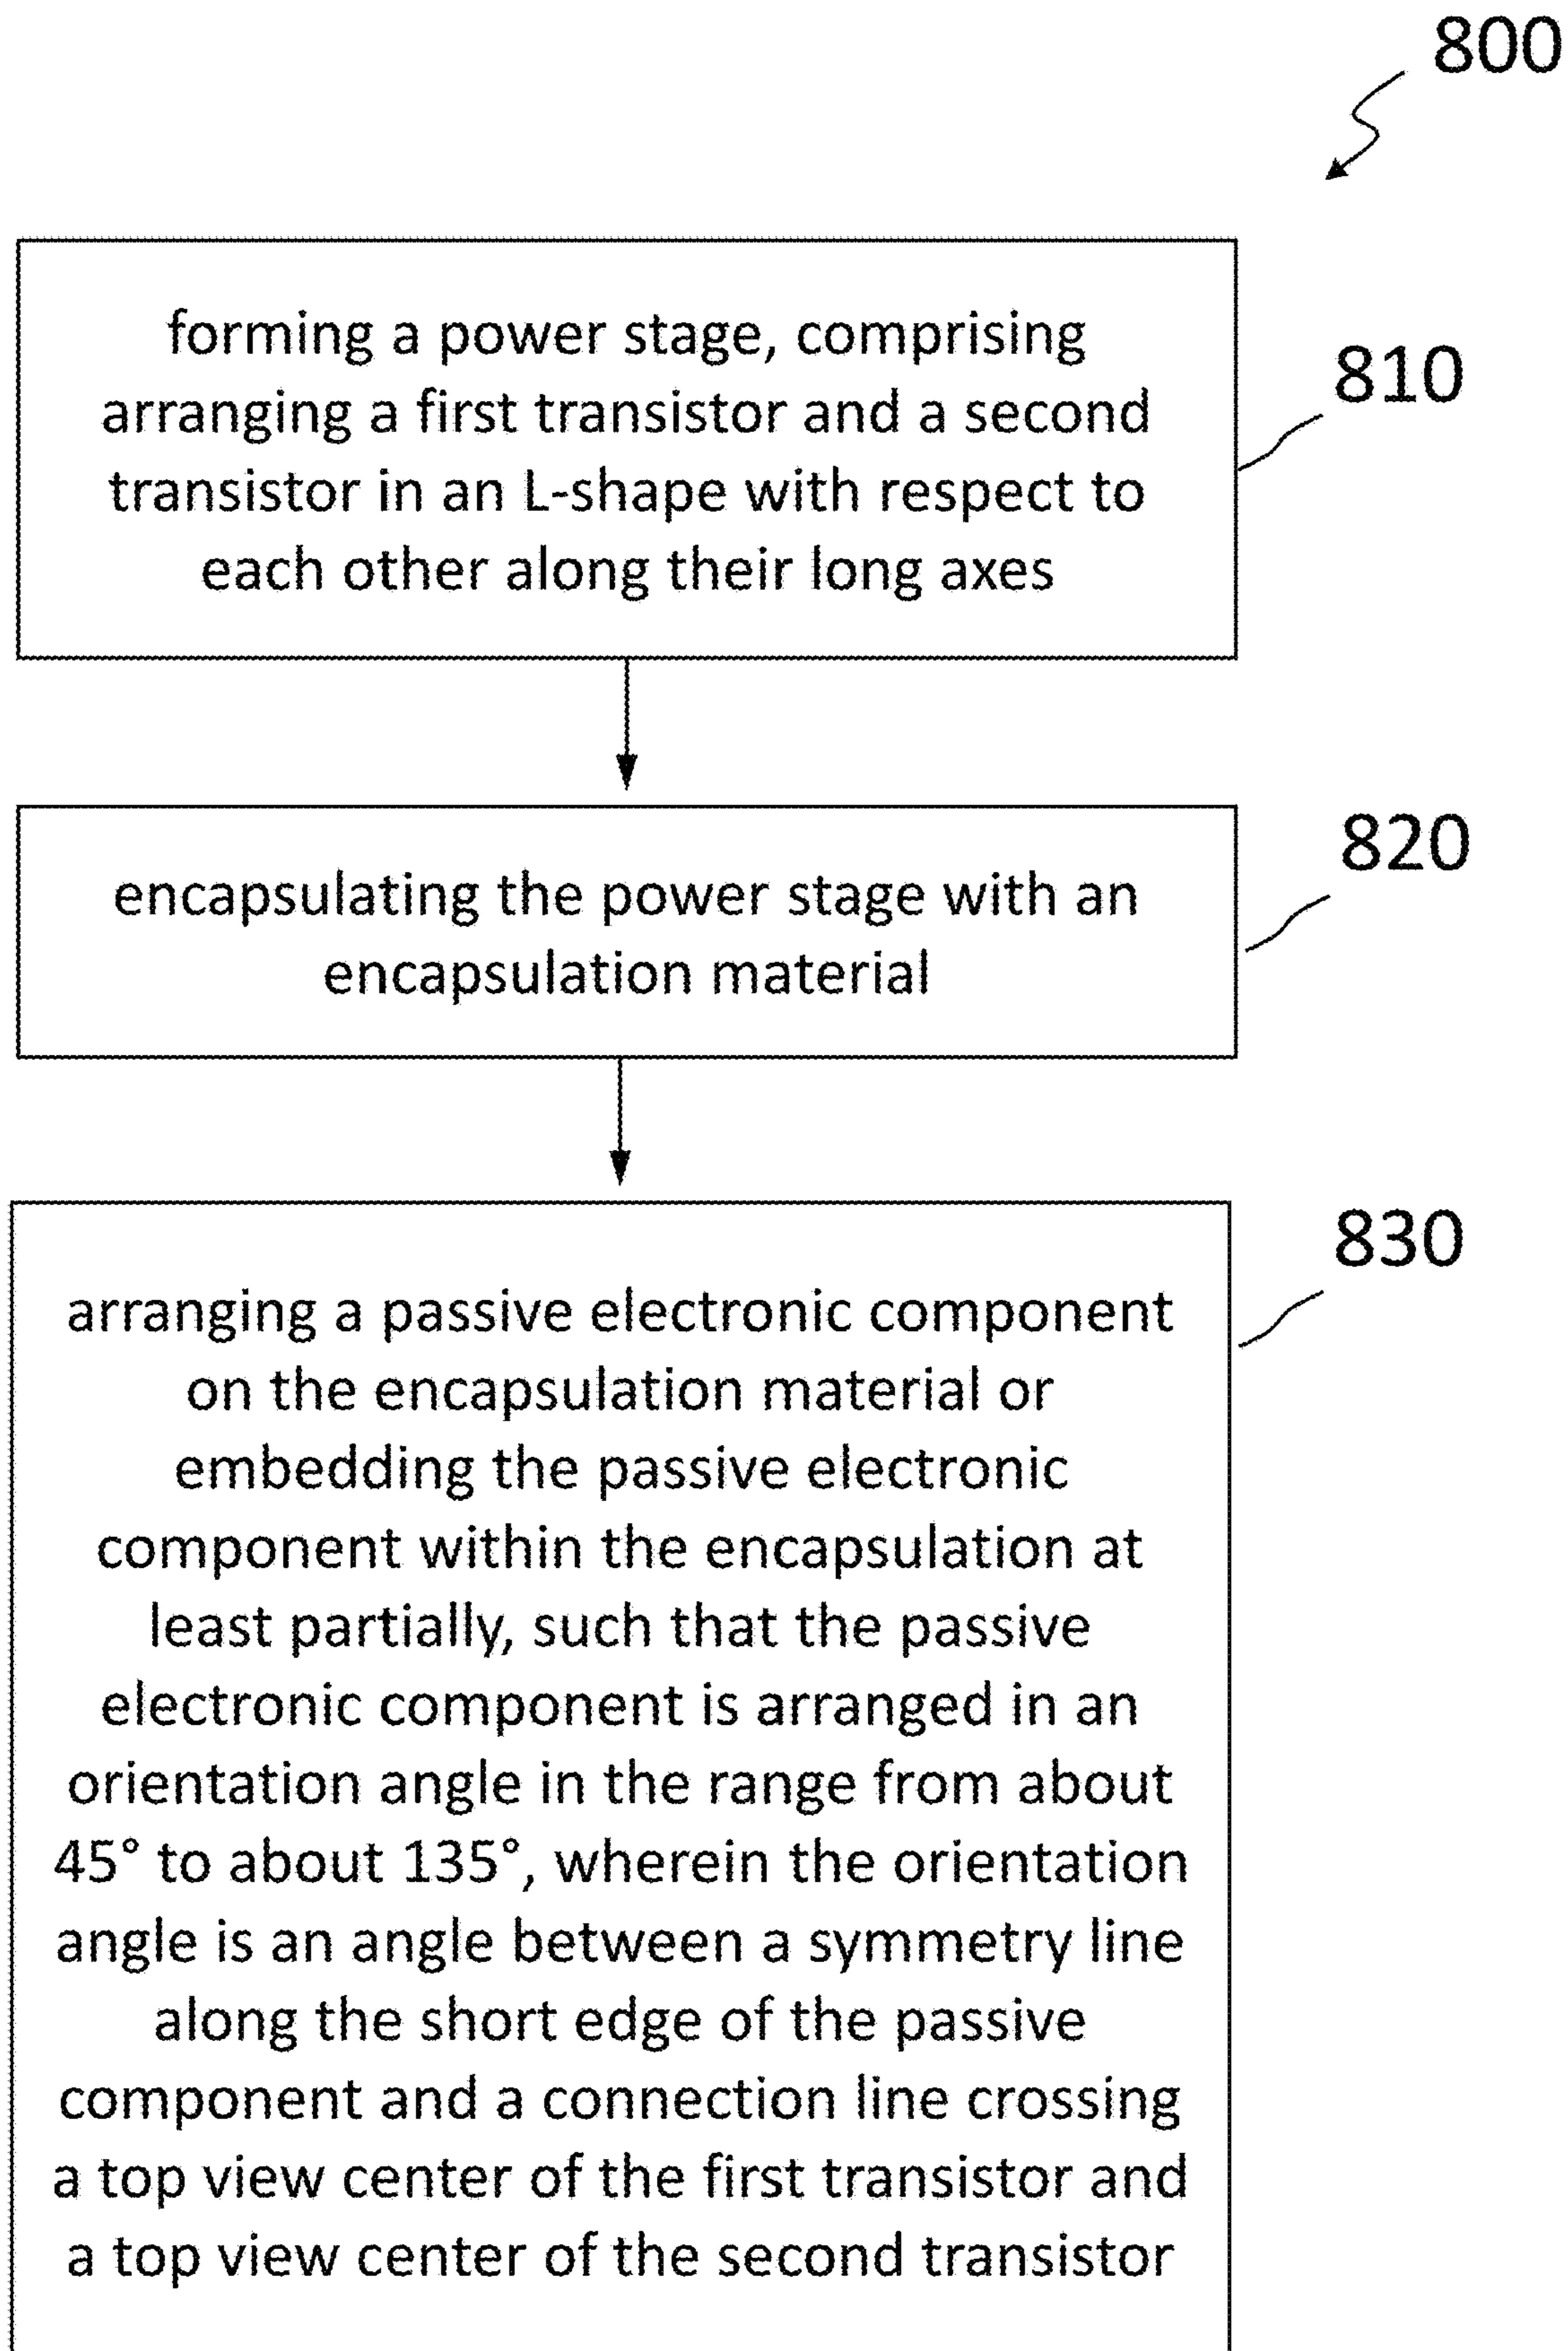 800
forming a power stage, comprising
arranging a first transistor and a second
transistor in an L-shape with respect to
each other along their long axes
810
encapsulating the power stage with an
encapsulation material
820
arranging a passive electronic component
on the encapsulation material or
embedding the passive electronic
component within the encapsulation at
least partially, such that the passive
electronic component is arranged in an
orientation angle in the range from about
45° to about 135°, wherein the orientation
angle is an angle between a symmetry line
along the short edge of the passive
component and a connection line crossing
a top view center of the first transistor and
a top view center of the second transistor
830